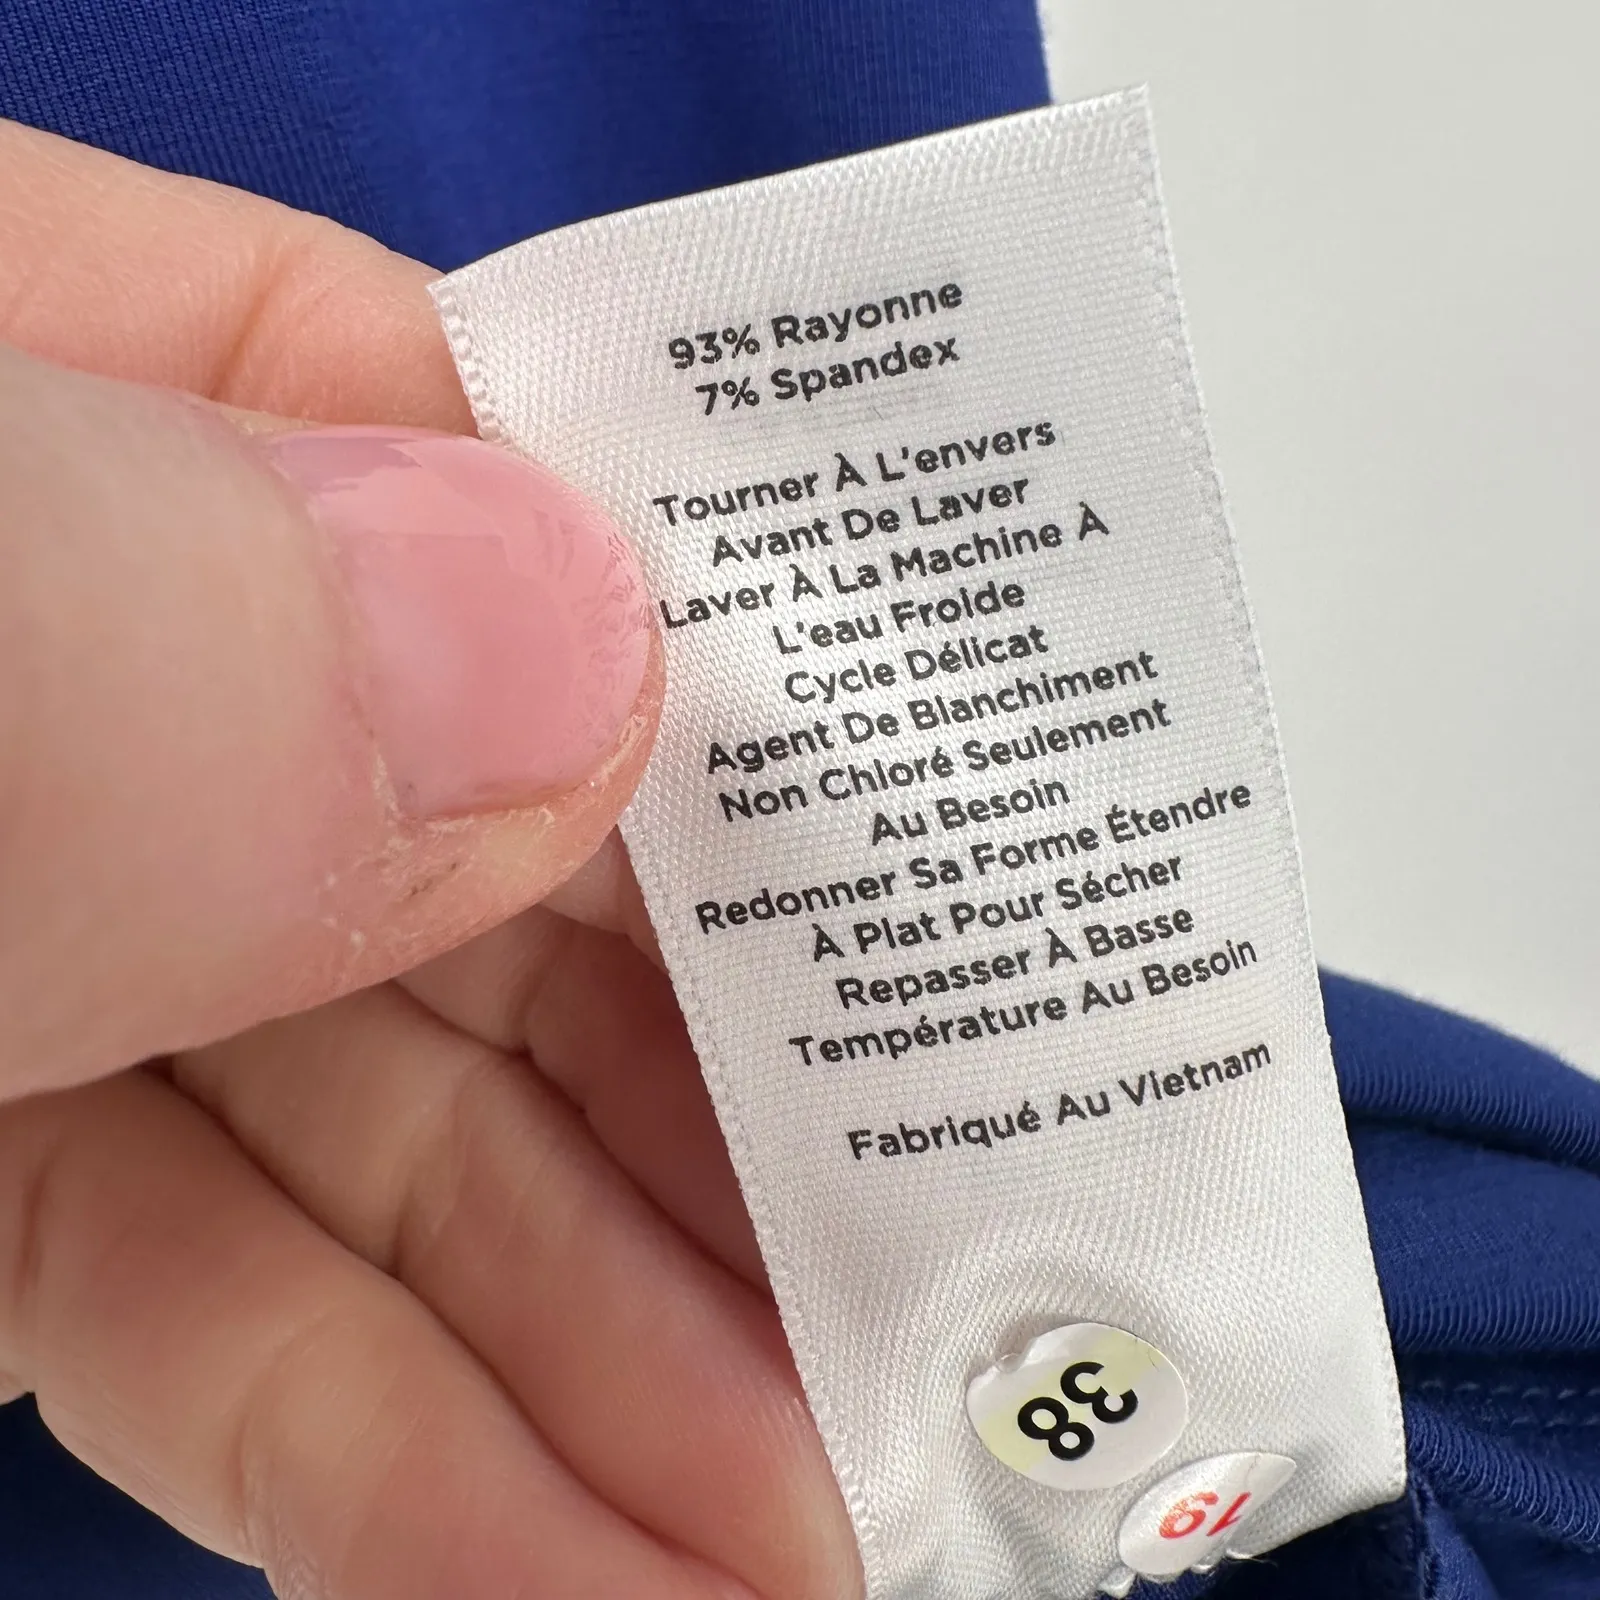 93% Rayonne
7% Spandex
Tourner À L'envers
Avant De Laver
Laver À La Machine À
L'eau Froide
Cycle Délicat
Agent De Blanchiment
Non Chloré Seulement
Au Besoin
Redonner Sa Forme Étendre
À Plat Pour Sécher
Repasser À Basse
Température Au Besoin
Fabriqué Au Vietnam
38
19